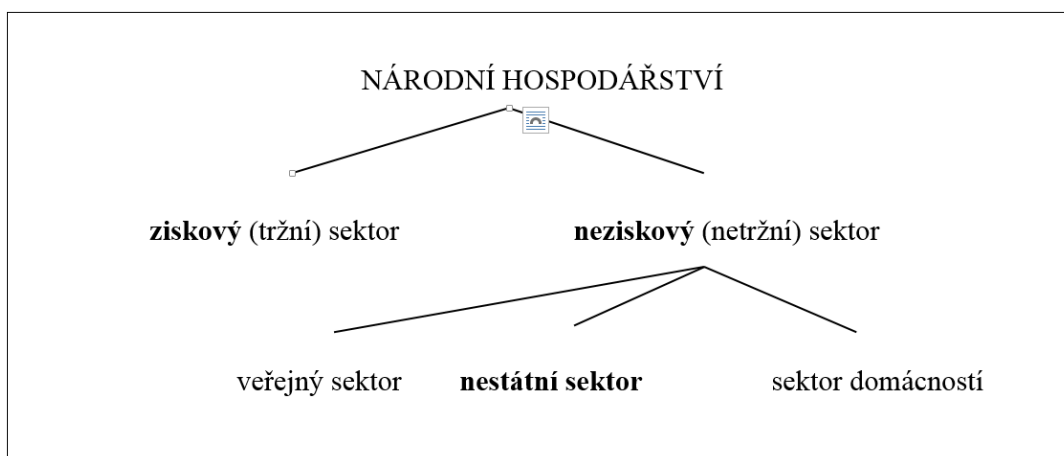 NÁRODNÍ HOSPODÁŘSTVÍ
ziskový (tržní) sektor
neziskový (netržní) sektor
veřejný sektor
nestátní sektor
sektor domácností